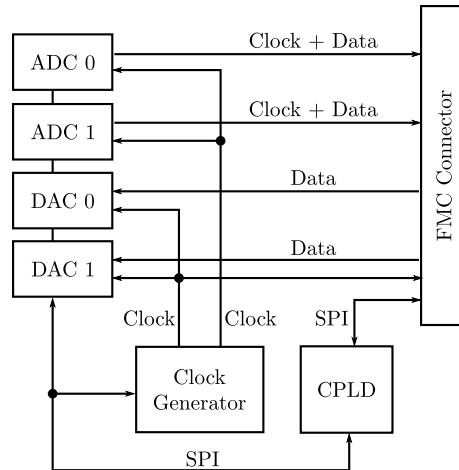 ADC 0
Clock + Data
ADC 1
Clock + Data
DAC 0
Data
DAC 1
Data
FMC Connector
Clock
Clock
SPI
Clock
Generator
CPLD
SPI